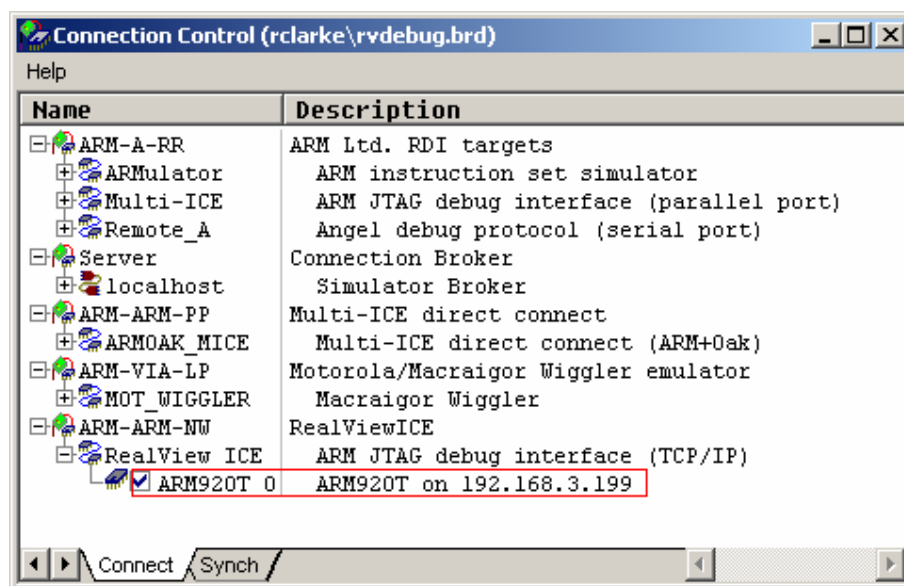 Connection Control (rclarke\rvdebug.brd)
Help
Name Description
ARM-A-RR ARM Ltd. RDI targets
ARMulator ARM instruction set simulator
Multi-ICE ARM JTAG debug interface (parallel port)
Remote_A Angel debug protocol (serial port)
Server Connection Broker
localhost Simulator Broker
ARM-ARM-PP Multi-ICE direct connect
ARMOAK_MICE Multi-ICE direct connect (ARM+Oak)
ARM-VIA-LP Motorola/Macraigor Wiggler emulator
MOT_WIGGLER Macraigor Wiggler
ARM-ARM-NW RealViewICE
RealView ICE ARM JTAG debug interface (TCP/IP)
ARM920T 0 ARM920T on 192.168.3.199
Connect Synch